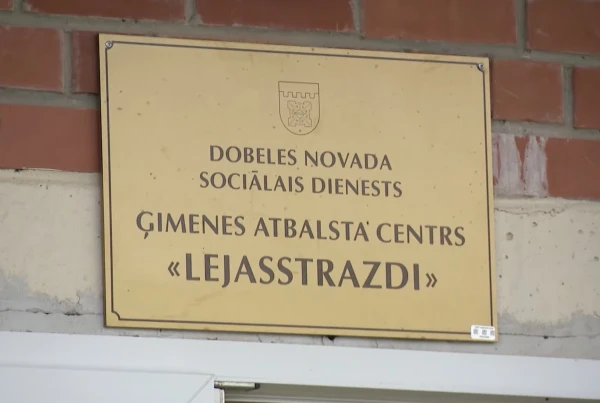 DOBELES NOVADA
SOCIĀLAIS DIENESTS
ĢIMENES ATBALSTA CENTRS
«LEJASSTRAZDI»